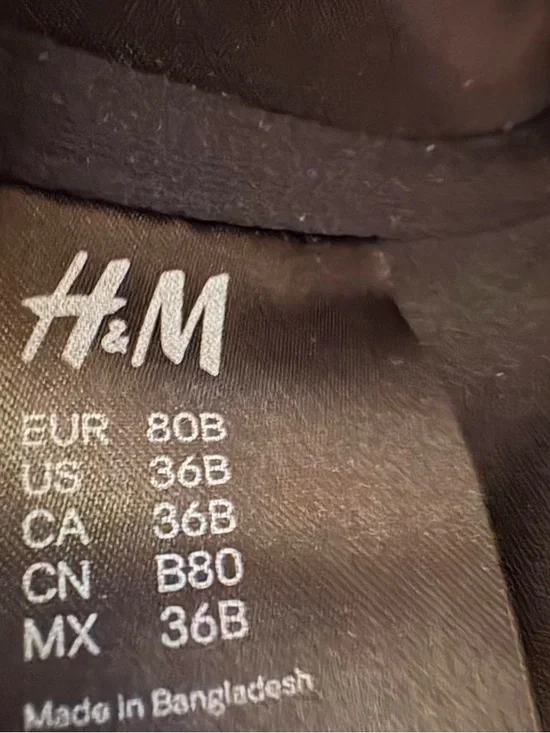 H&M
EUR 80B
US 36B
CA 36B
CN B80
MX 36B
Made in Bangladesh